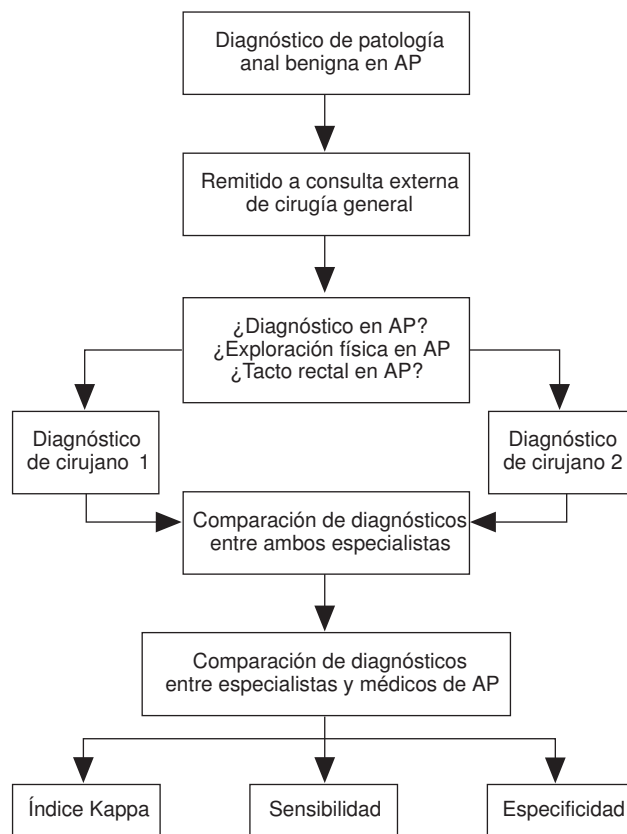 Diagnóstico de patología
anal benigna en AP
Remitido a consulta externa
de cirugía general
¿Diagnóstico en AP?
¿Exploración física en AP
¿Tacto rectal en AP?
Diagnóstico
de cirujano 1
Diagnóstico
de cirujano 2
Comparación de diagnósticos
entre ambos especialistas
Comparación de diagnósticos
entre especialistas y médicos de AP
Índice Kappa
Sensibilidad
Especificidad